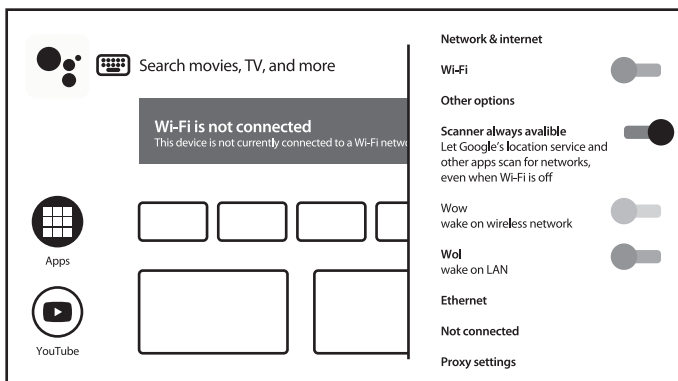 Search movies, TV, and more
Wi-Fi is not connected
This device is not currently connected to a Wi-Fi netwo
Apps
YouTube
Network & internet
Wi-Fi
Other options
Scanner always avalible
Let Google's location service and
other apps scan for networks,
even when Wi-Fi is off
Wow
wake on wireless network
Wol
wake on LAN
Ethernet
Not connected
Proxy settings